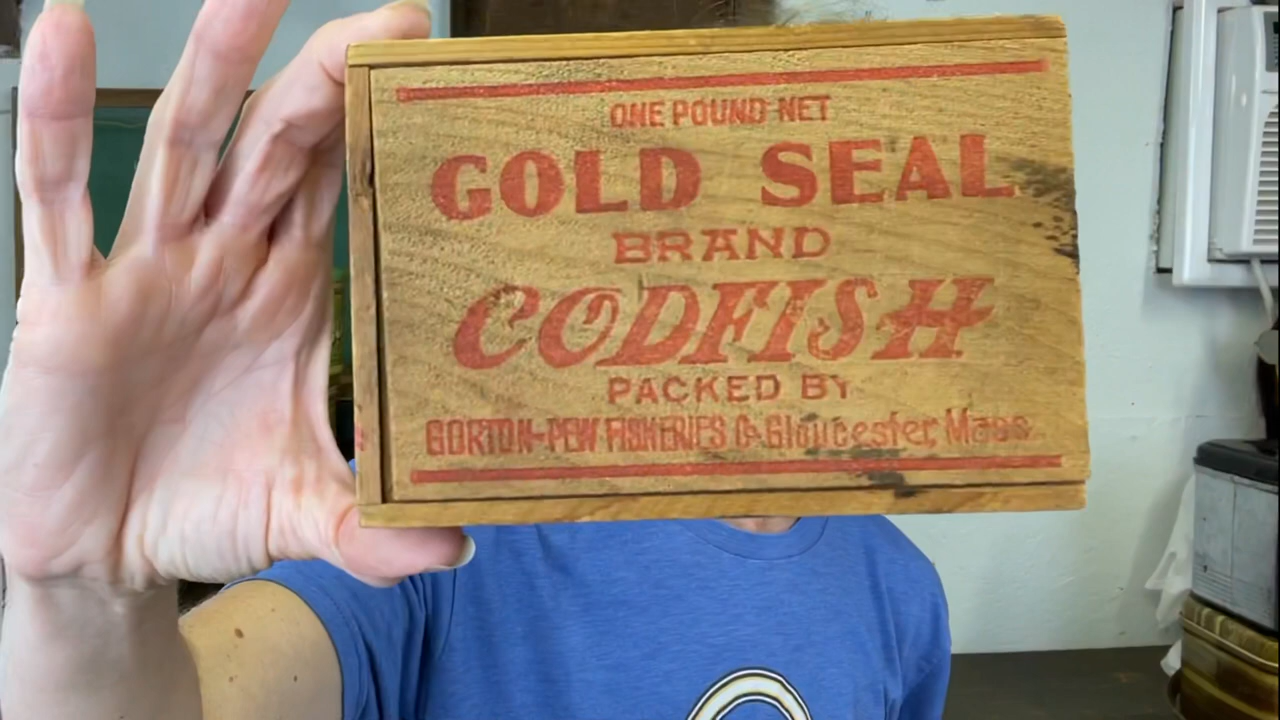 ONE POUND NET
GOLD SEAL
BRAND
CODFISH
PACKED BY
GORTON-PEW FISHERIES Co Gloucester, Mass.